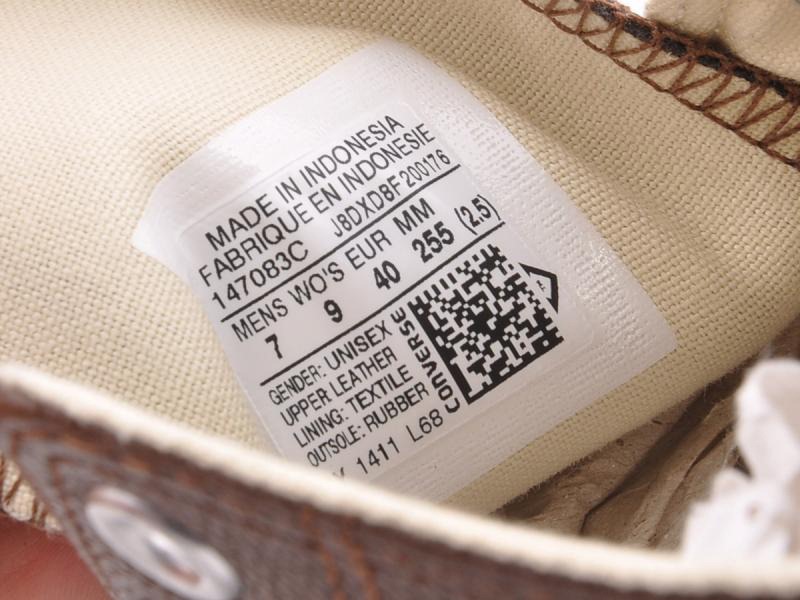 MADE IN INDONESIA
FABRIQUE EN INDONESIE
147083C J8DXD8F200176
MENS WO'S EUR MM
7 9 40 255 (2.5)
GENDER: UNISEX
UPPER: LEATHER
LINING: TEXTILE
OUTSOLE: RUBBER
1411 L68
CONVERSE